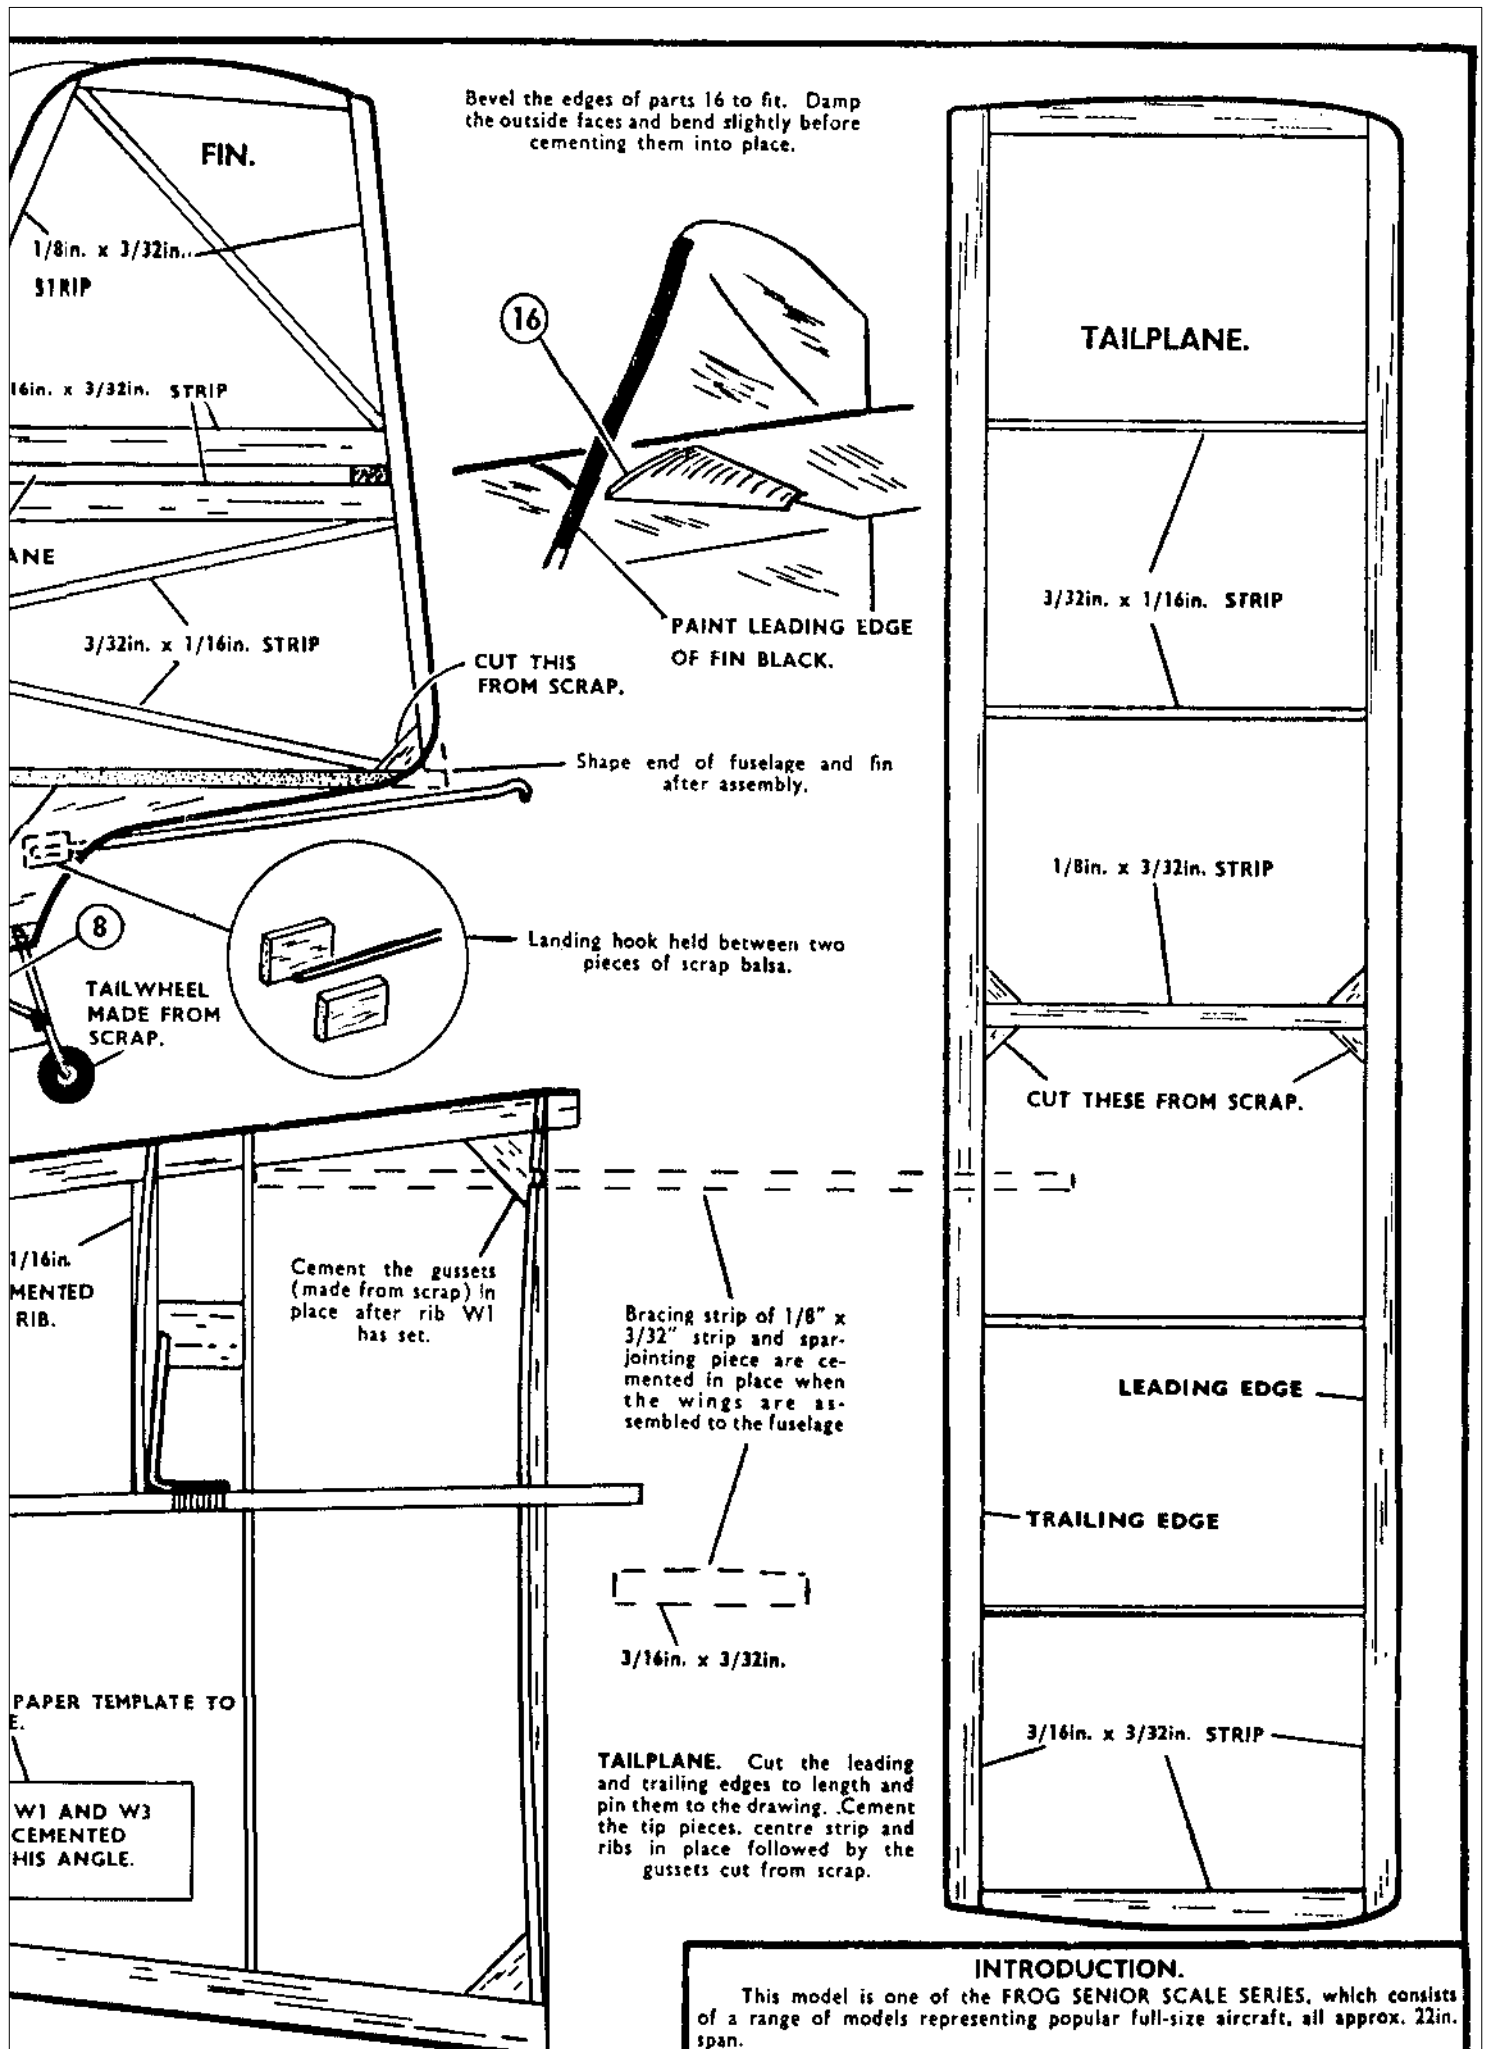 Bevel the edges of parts 16 to fit. Damp
the outside faces and bend slightly before
cementing them into place.
FIN.
1/8in. x 3/32in.
STRIP
16in. x 3/32in. STRIP
ANE
3/32in. x 1/16in. STRIP
16
PAINT LEADING EDGE
OF FIN BLACK.
CUT THIS
FROM SCRAP.
Shape end of fuselage and fin
after assembly.
8
TAILWHEEL
MADE FROM
SCRAP.
Landing hook held between two
pieces of scrap balsa.
TAILPLANE.
3/32in. x 1/16in. STRIP
1/8in. x 3/32in. STRIP
CUT THESE FROM SCRAP.
LEADING EDGE
TRAILING EDGE
3/16in. x 3/32in. STRIP
1/16in.
MENTED
RIB.
Cement the gussets
(made from scrap) in
place after rib W1
has set.
Bracing strip of 1/8" x
3/32" strip and spar-
jointing piece are ce-
mented in place when
the wings are as-
sembled to the fuselage
3/16in. x 3/32in.
PAPER TEMPLATE TO
E.
W1 AND W3
CEMENTED
HIS ANGLE.
TAILPLANE. Cut the leading
and trailing edges to length and
pin them to the drawing. Cement
the tip pieces, centre strip and
ribs in place followed by the
gussets cut from scrap.
INTRODUCTION.
This model is one of the FROG SENIOR SCALE SERIES, which consists
of a range of models representing popular full-size aircraft, all approx. 22in.
span.